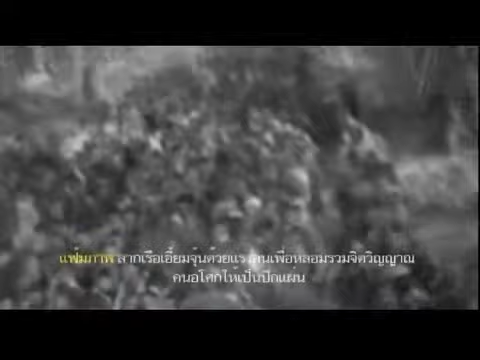 แฟ้มภาพ ลากเรือเอี้ยมจุ๊นด้วยแรงคนเพื่อหลอมรวมจิตวิญญาณ
คนอโศกให้เป็นปึกแผ่น